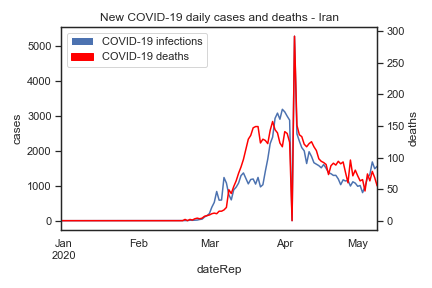 New COVID-19 daily cases and deaths - Iran
COVID-19 infections
COVID-19 deaths
5000
4000
3000
2000
1000
0
cases
300
250
200
150
100
50
0
deaths
Jan
2020
Feb
Mar
Apr
May
dateRep